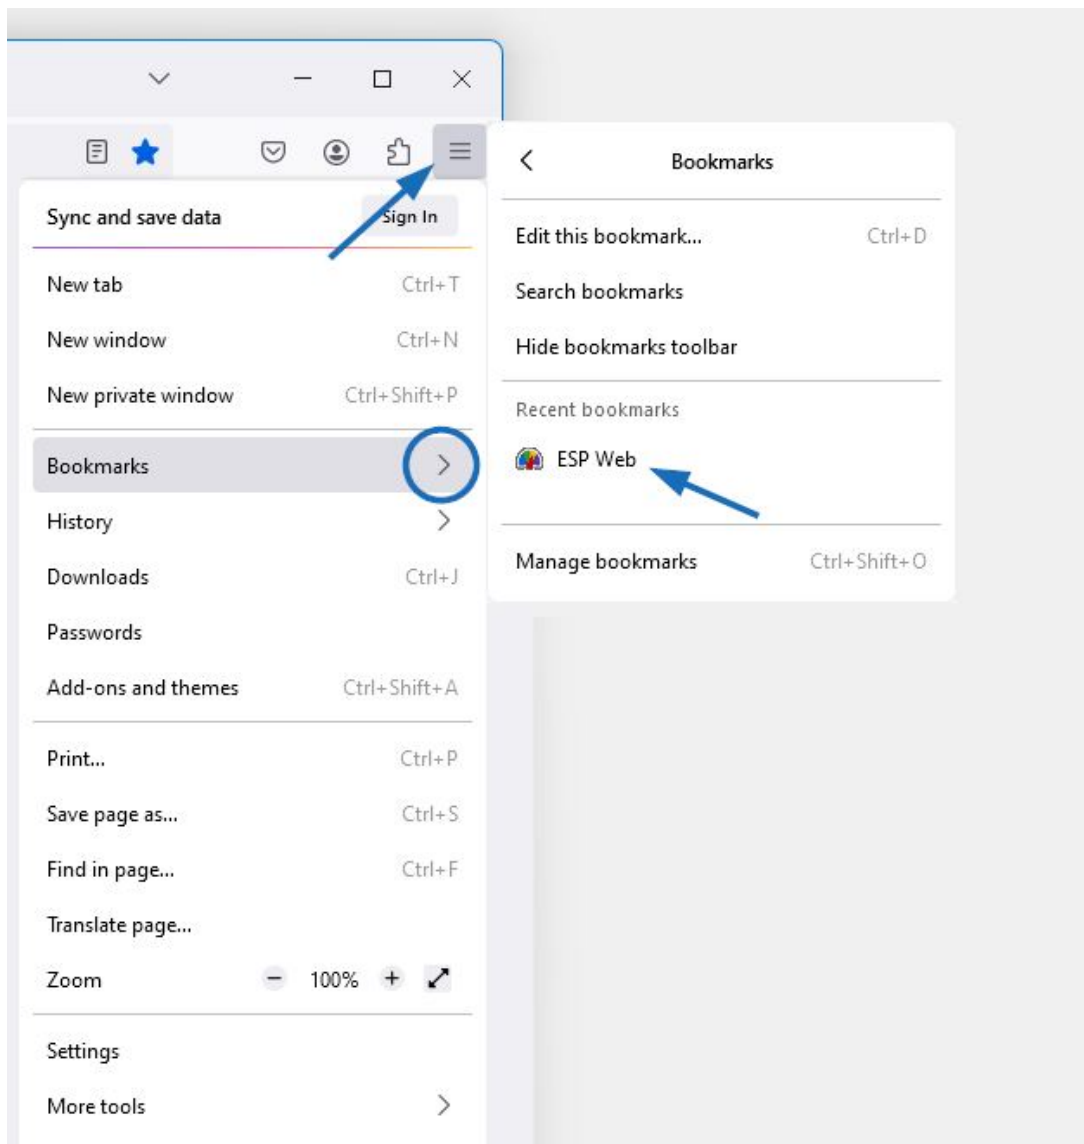 Sync and save data Sign In
New tab Ctrl+T
New window Ctrl+N
New private window Ctrl+Shift+P
Bookmarks
History
Downloads Ctrl+J
Passwords
Add-ons and themes Ctrl+Shift+A
Print... Ctrl+P
Save page as... Ctrl+S
Find in page... Ctrl+F
Translate page...
Zoom 100%
Settings
More tools
Bookmarks
Edit this bookmark... Ctrl+D
Search bookmarks
Hide bookmarks toolbar
Recent bookmarks
ESP Web
Manage bookmarks Ctrl+Shift+O